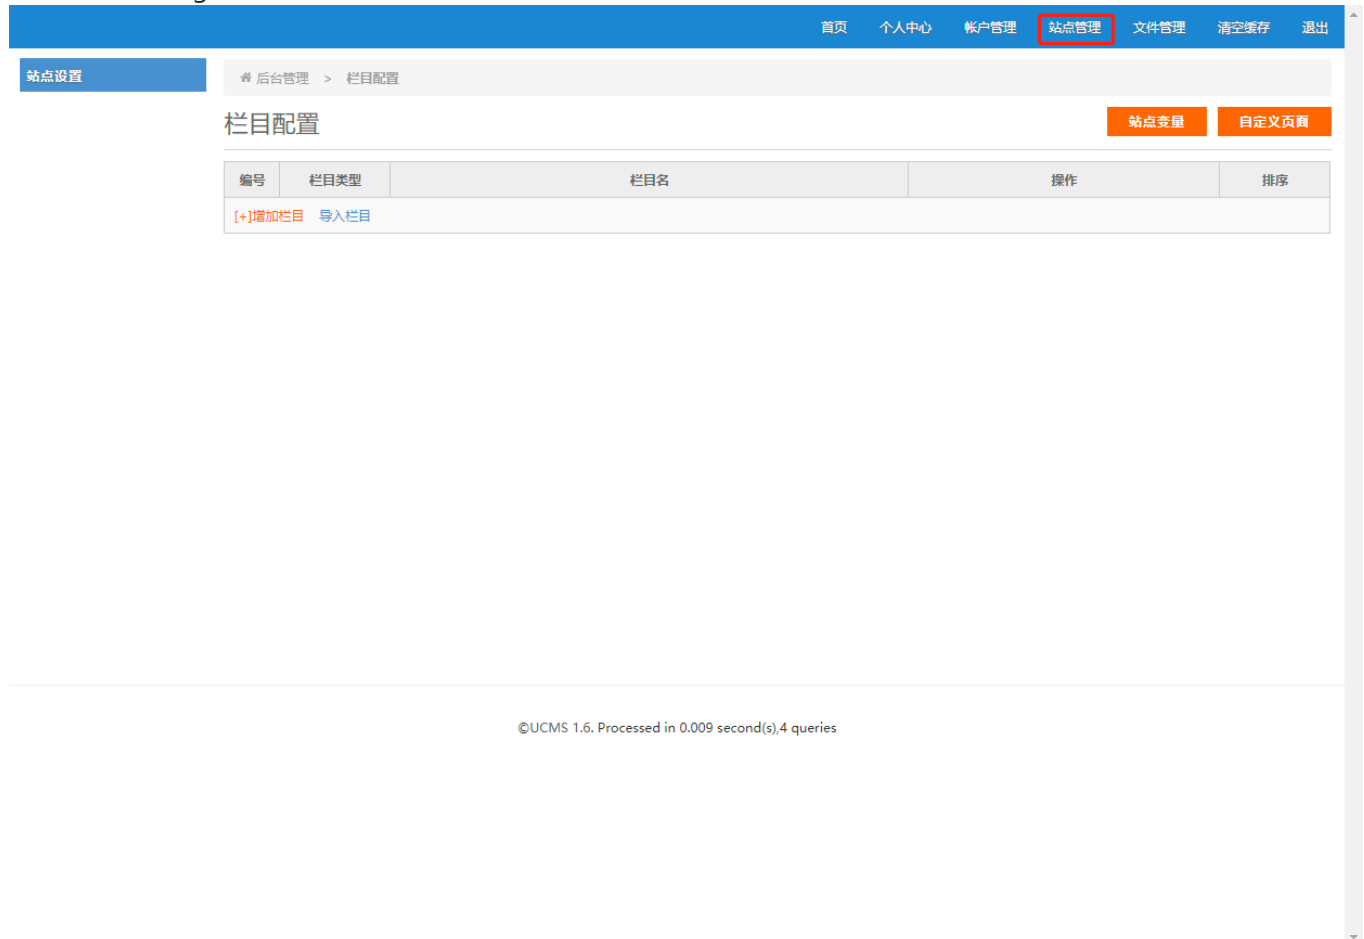 首页 个人中心 帐户管理 站点管理 文件管理 清空缓存 退出
站点设置
后台管理 > 栏目配置
栏目配置
站点变量 自定义页面
编号 栏目类型 栏目名 操作 排序
[+]增加栏目 导入栏目
©UCMS 1.6. Processed in 0.009 second(s),4 queries